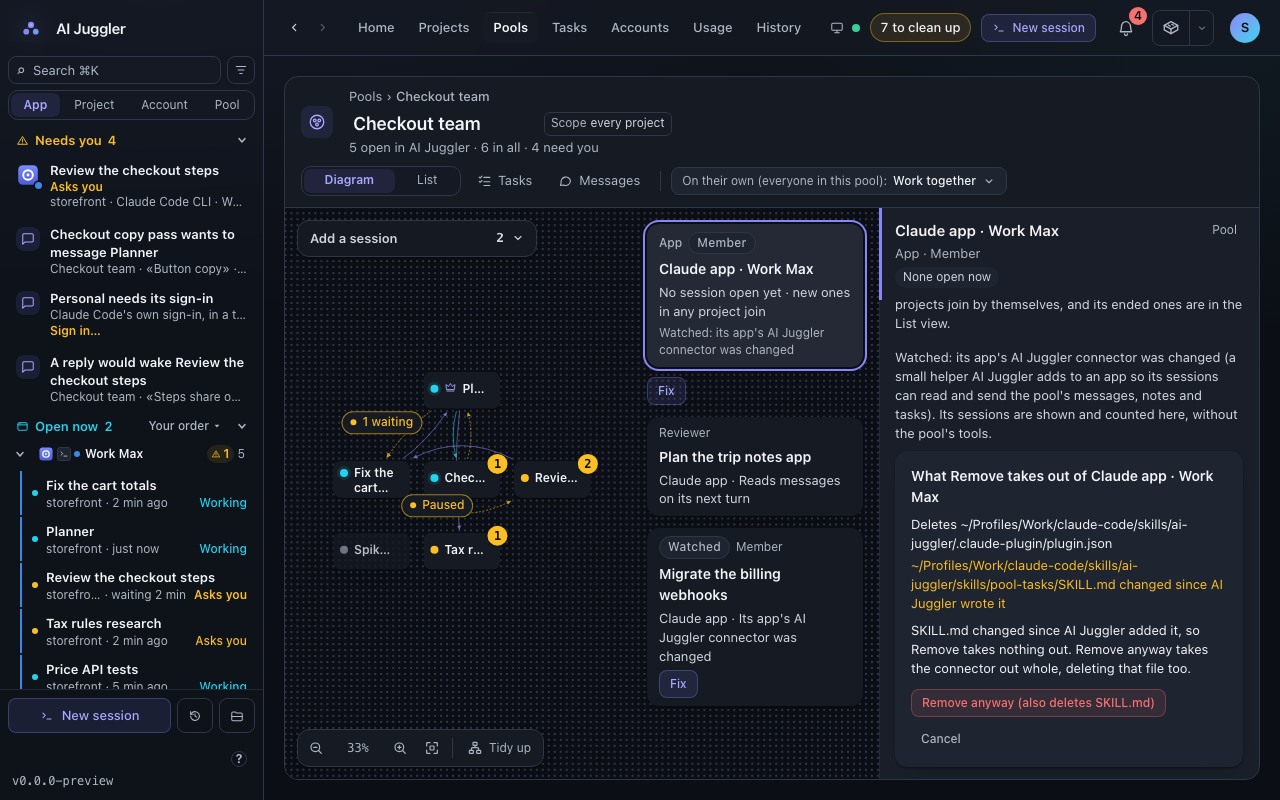 AI Juggler
Search ⌘K
App Project Account Pool
Needs you 4
Review the checkout steps
Asks you
storefront · Claude Code CLI · W…
Checkout copy pass wants to
message Planner
Checkout team · «Button copy» ·…
Personal needs its sign-in
Claude Code's own sign-in, in a t…
Sign in…
A reply would wake Review the
checkout steps
Checkout team · «Steps share o…
Open now 2 Your order
Work Max 1 5
Fix the cart totals
storefront · 2 min ago Working
Planner
storefront · just now Working
Review the checkout steps
storefro… · waiting 2 min Asks you
Tax rules research
storefront · 2 min ago Asks you
Price API tests
storefront · 5 min ago Working
New session
?
v0.0.0-preview
Home Projects Pools Tasks Accounts Usage History
7 to clean up
New session
4
S
Pools › Checkout team
Checkout team
Scope every project
5 open in AI Juggler · 6 in all · 4 need you
Diagram List Tasks Messages
On their own (everyone in this pool): Work together
Add a session 2
Pl…
1 waiting
Fix the
cart…
Chec…
1
Revie…
2
Paused
Spik…
Tax r…
1
33%
Tidy up
App Member
Claude app · Work Max
No session open yet · new ones
in any project join
Watched: its app's AI Juggler
connector was changed
Fix
Reviewer
Plan the trip notes app
Claude app · Reads messages
on its next turn
Watched Member
Migrate the billing
webhooks
Claude app · Its app's AI
Juggler connector was
changed
Fix
Claude app · Work Max Pool
App · Member
None open now
projects join by themselves, and its ended ones are in the
List view.
Watched: its app's AI Juggler connector was changed (a
small helper AI Juggler adds to an app so its sessions
can read and send the pool's messages, notes and
tasks). Its sessions are shown and counted here, without
the pool's tools.
What Remove takes out of Claude app · Work
Max
Deletes ~/Profiles/Work/claude-code/skills/ai-
juggler/.claude-plugin/plugin.json
~/Profiles/Work/claude-code/skills/ai-
juggler/skills/pool-tasks/SKILL.md changed since AI
Juggler wrote it
SKILL.md changed since AI Juggler added it, so
Remove takes nothing out. Remove anyway takes
the connector out whole, deleting that file too.
Remove anyway (also deletes SKILL.md)
Cancel